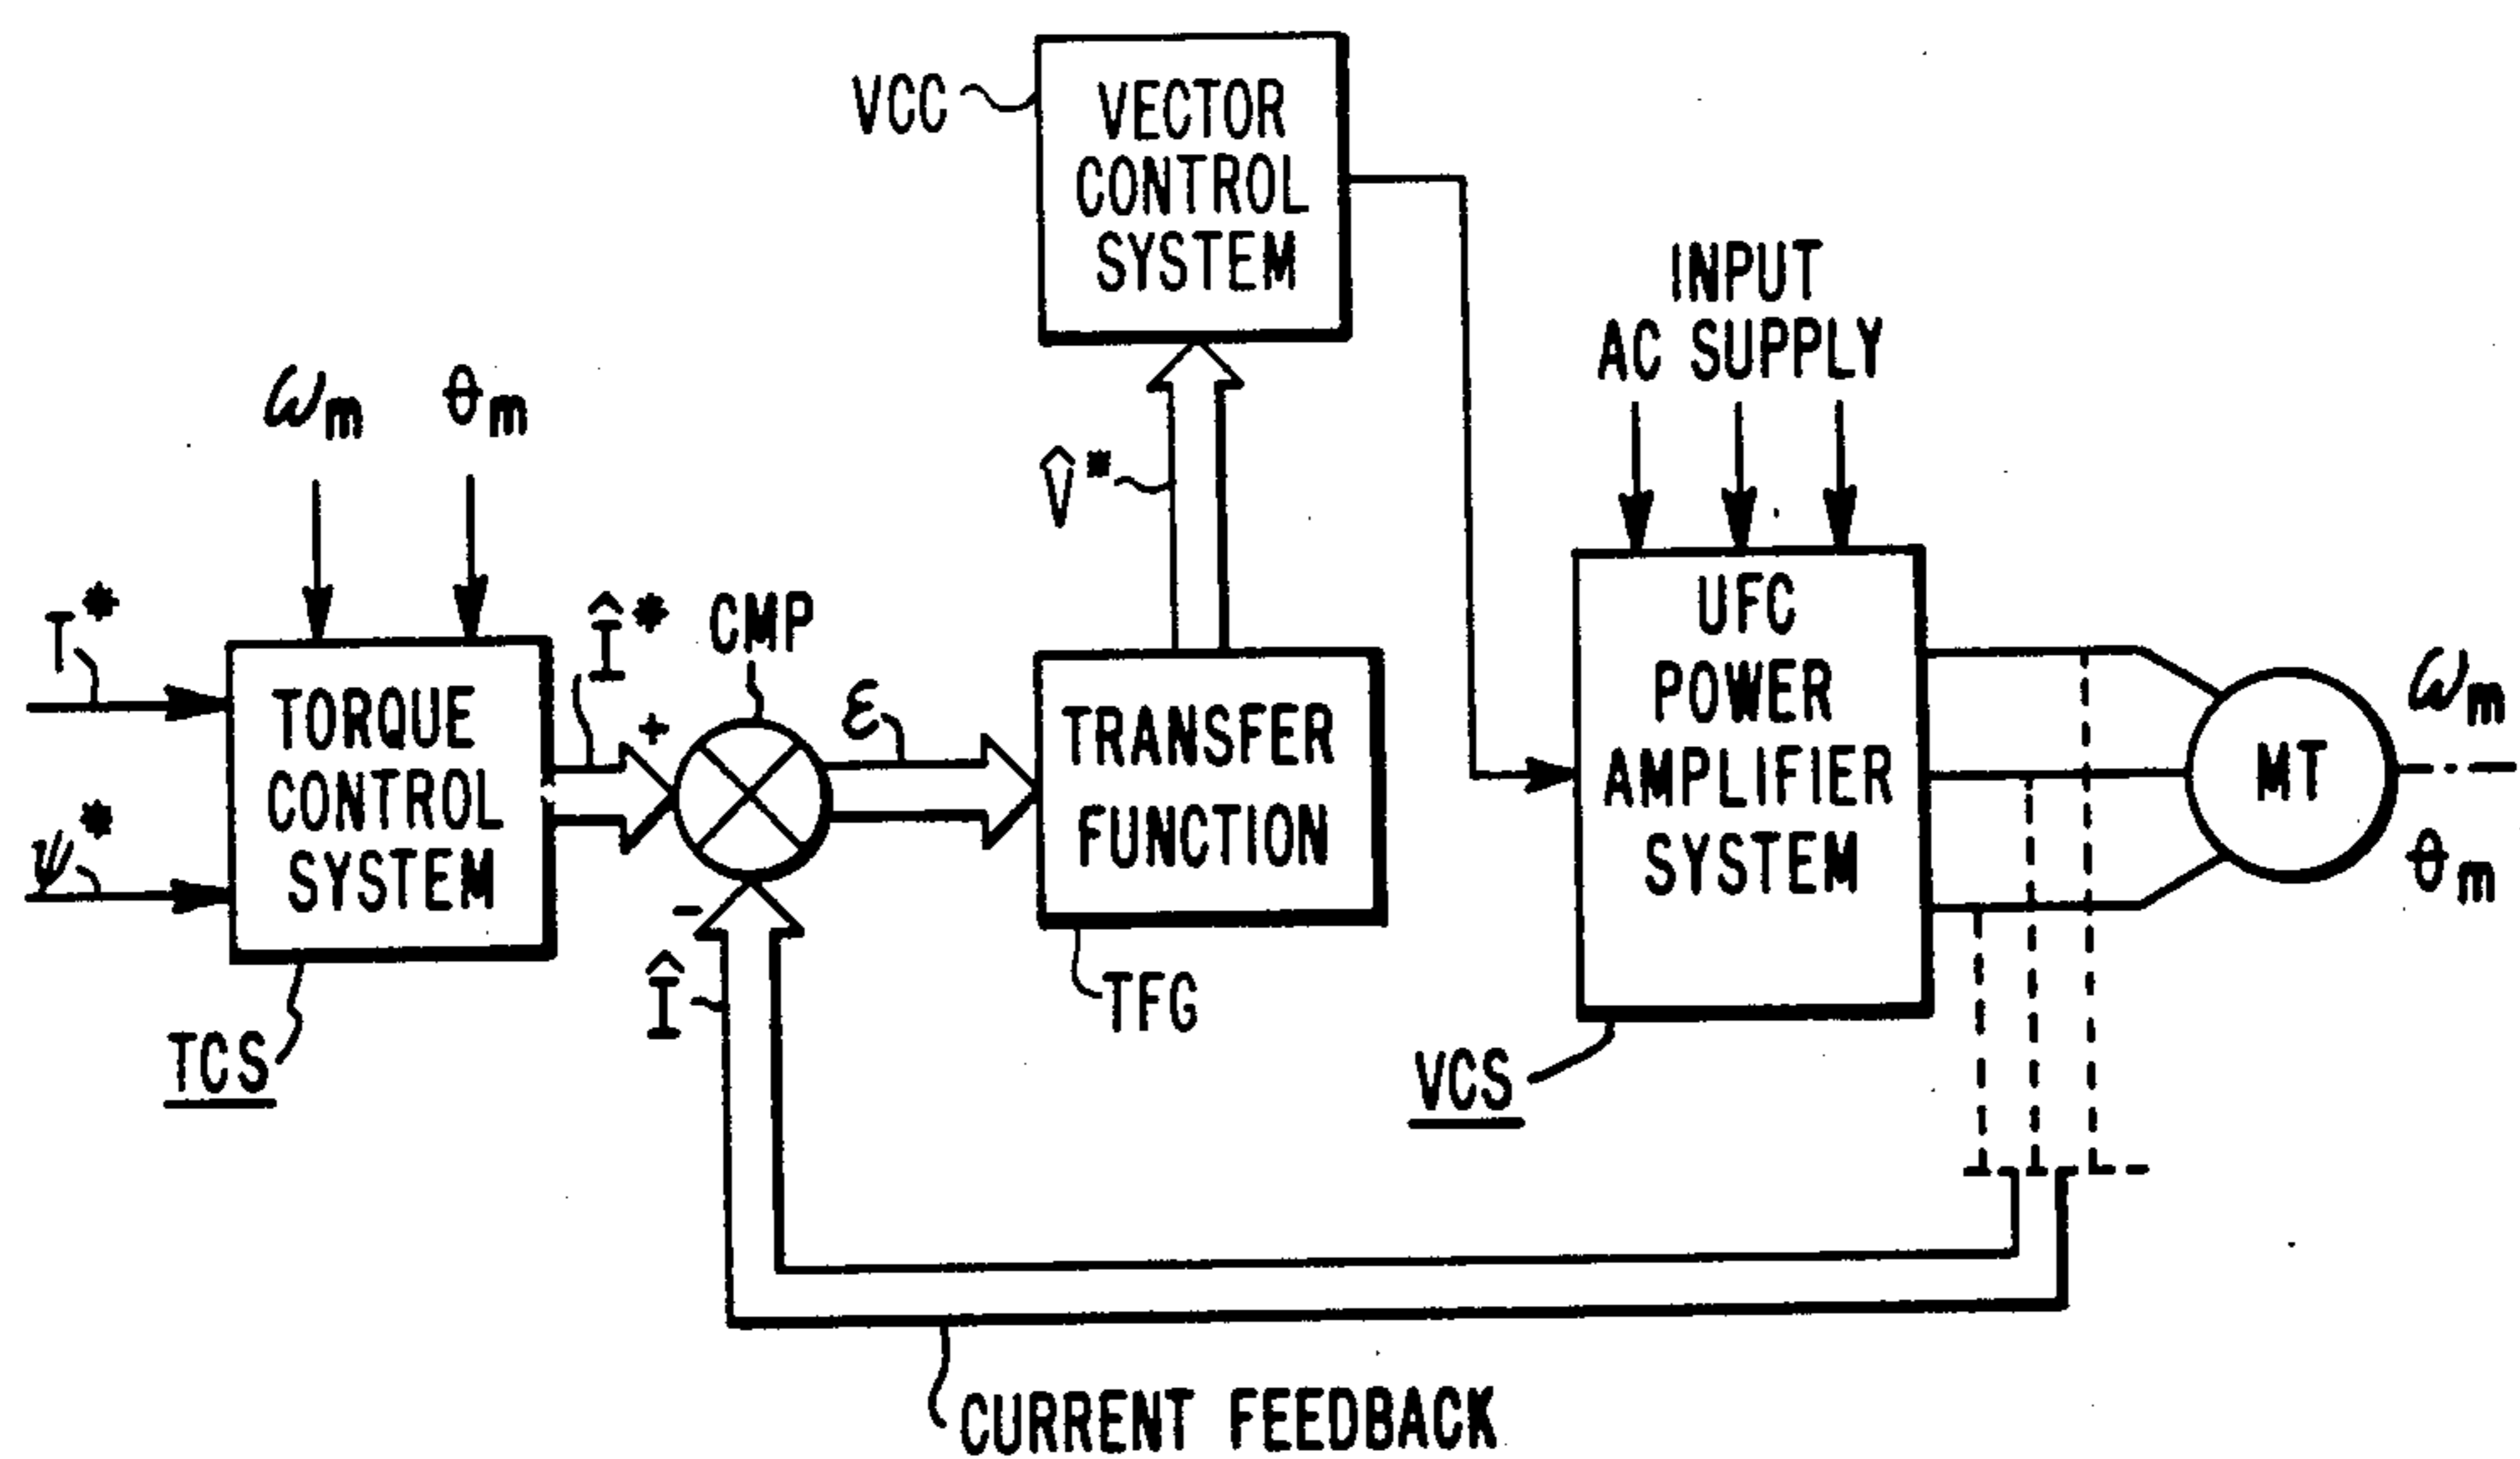 VCC
VECTOR
CONTROL
SYSTEM
INPUT
AC SUPPLY
ωm
θm
V̂*
T*
Î*
CMP
+
ε
ψ*
TORQUE
CONTROL
SYSTEM
TRANSFER
FUNCTION
UFC
POWER
AMPLIFIER
SYSTEM
MT
ωm
θm
-
Î
TFG
TCS
VCS
CURRENT FEEDBACK